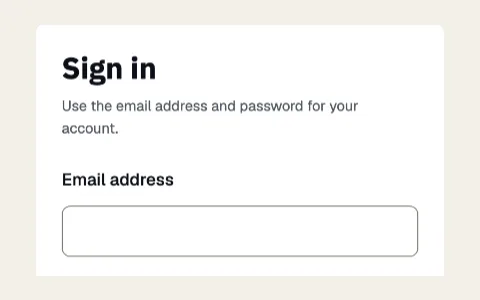 Sign in
Use the email address and password for your
account.
Email address